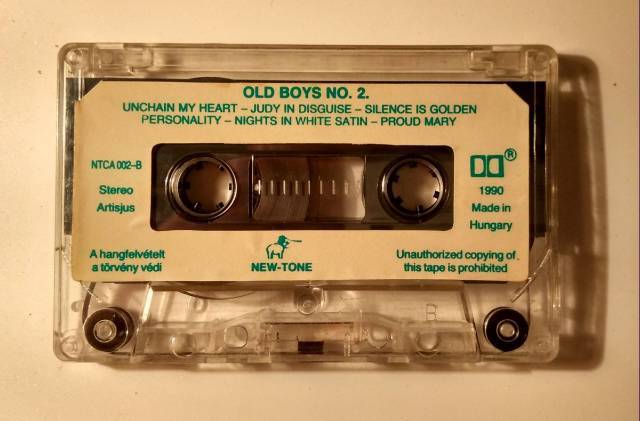 OLD BOYS NO. 2.
UNCHAIN MY HEART – JUDY IN DISGUISE – SILENCE IS GOLDEN
PERSONALITY – NIGHTS IN WHITE SATIN – PROUD MARY
NTCA 002–B
Stereo
Artisjus
®
1990
Made in
Hungary
A hangfelvételt
a törvény védi
NEW-TONE
Unauthorized copying of
this tape is prohibited
B